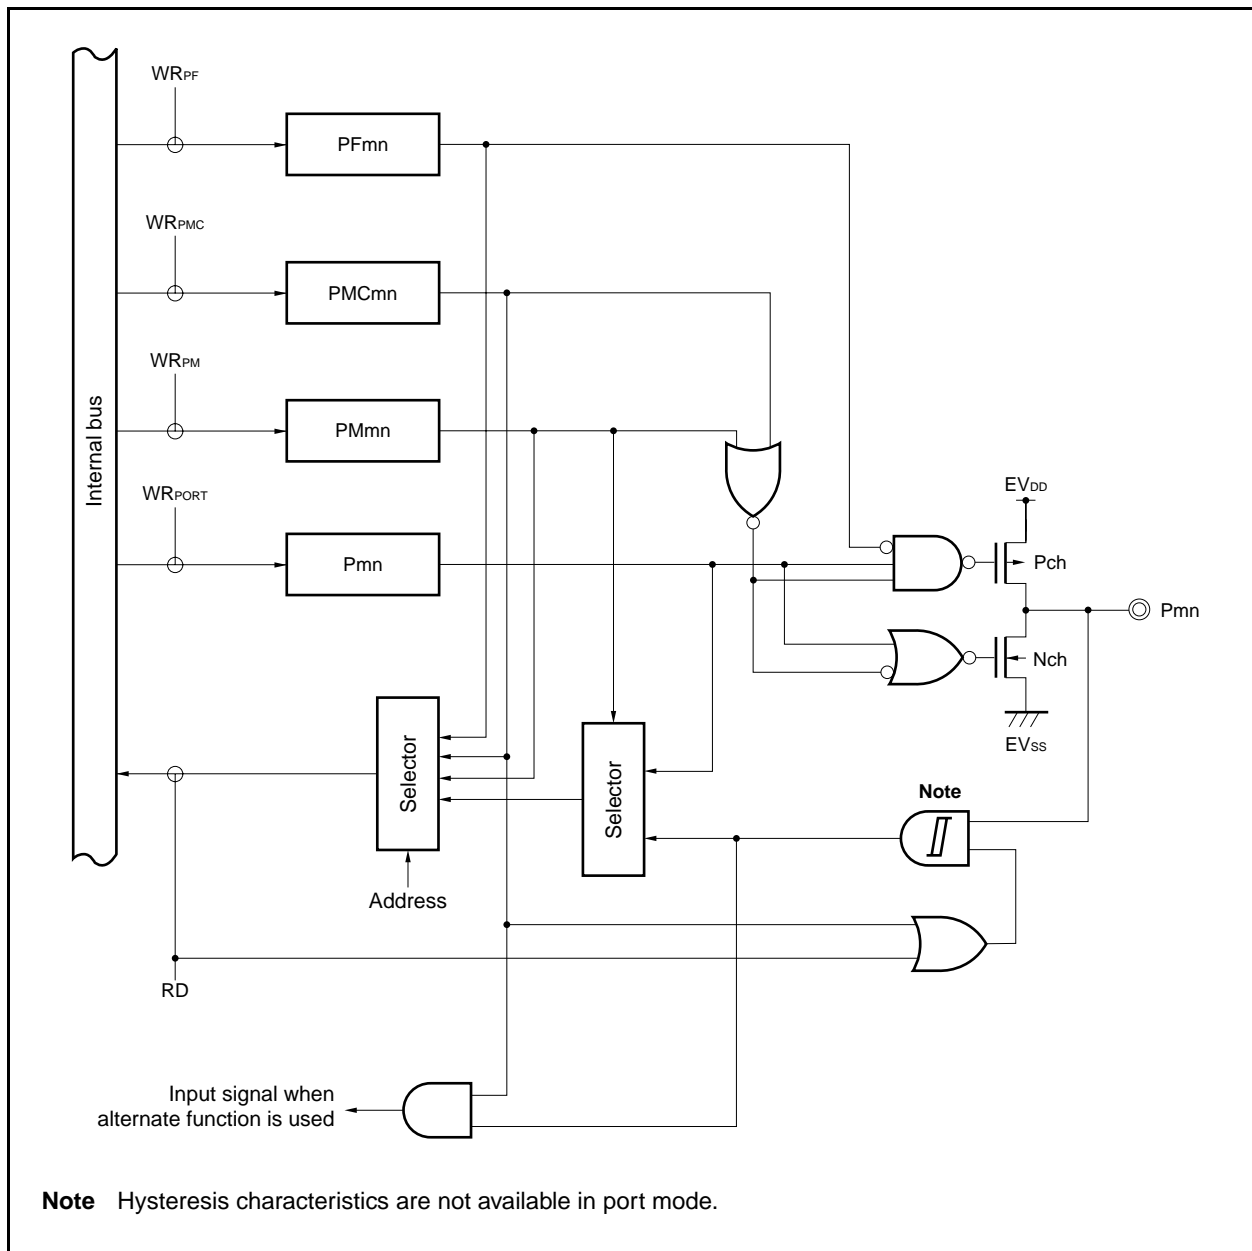 WRPF
PFmn
WRPMC
PMCmn
WRPM
PMmn
Internal bus
WRPORT
Pmn
EVDD
Pch
Pmn
Nch
EVSS
Selector
Selector
Note
Address
RD
Input signal when
alternate function is used
Note Hysteresis characteristics are not available in port mode.